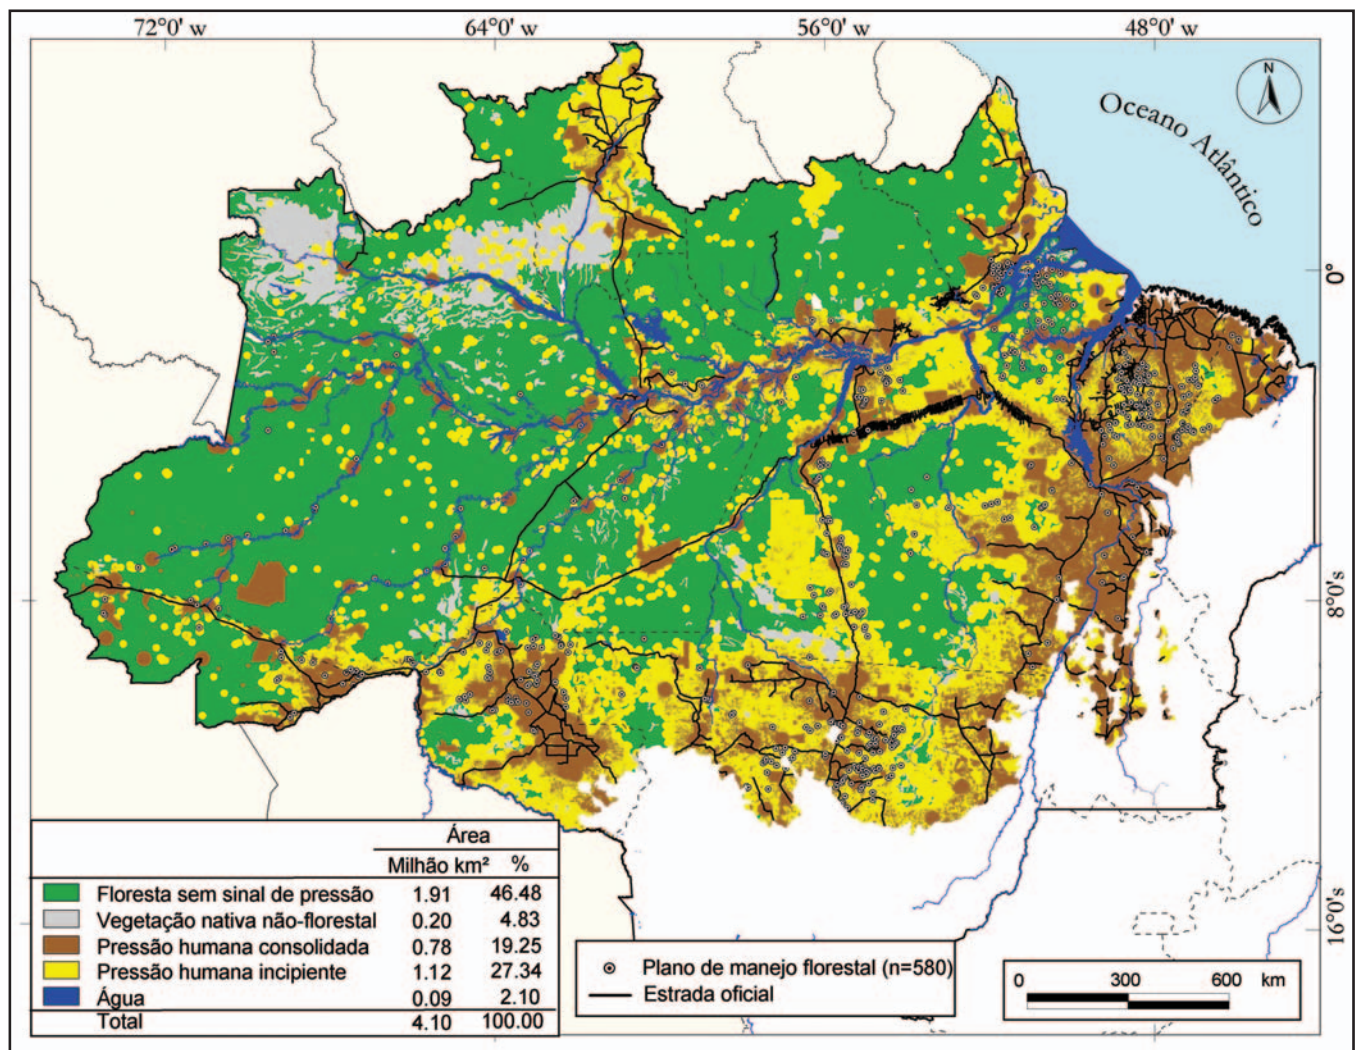 72°0' w 64°0' w 56°0' w 48°0' w
N
Oceano Atlântico
0°
8°0's
16°0's
Área
Milhão km² %
Floresta sem sinal de pressão 1.91 46.48
Vegetação nativa não-florestal 0.20 4.83
Pressão humana consolidada 0.78 19.25
Pressão humana incipiente 1.12 27.34
Água 0.09 2.10
Total 4.10 100.00
Plano de manejo florestal (n=580)
Estrada oficial
0 300 600 km